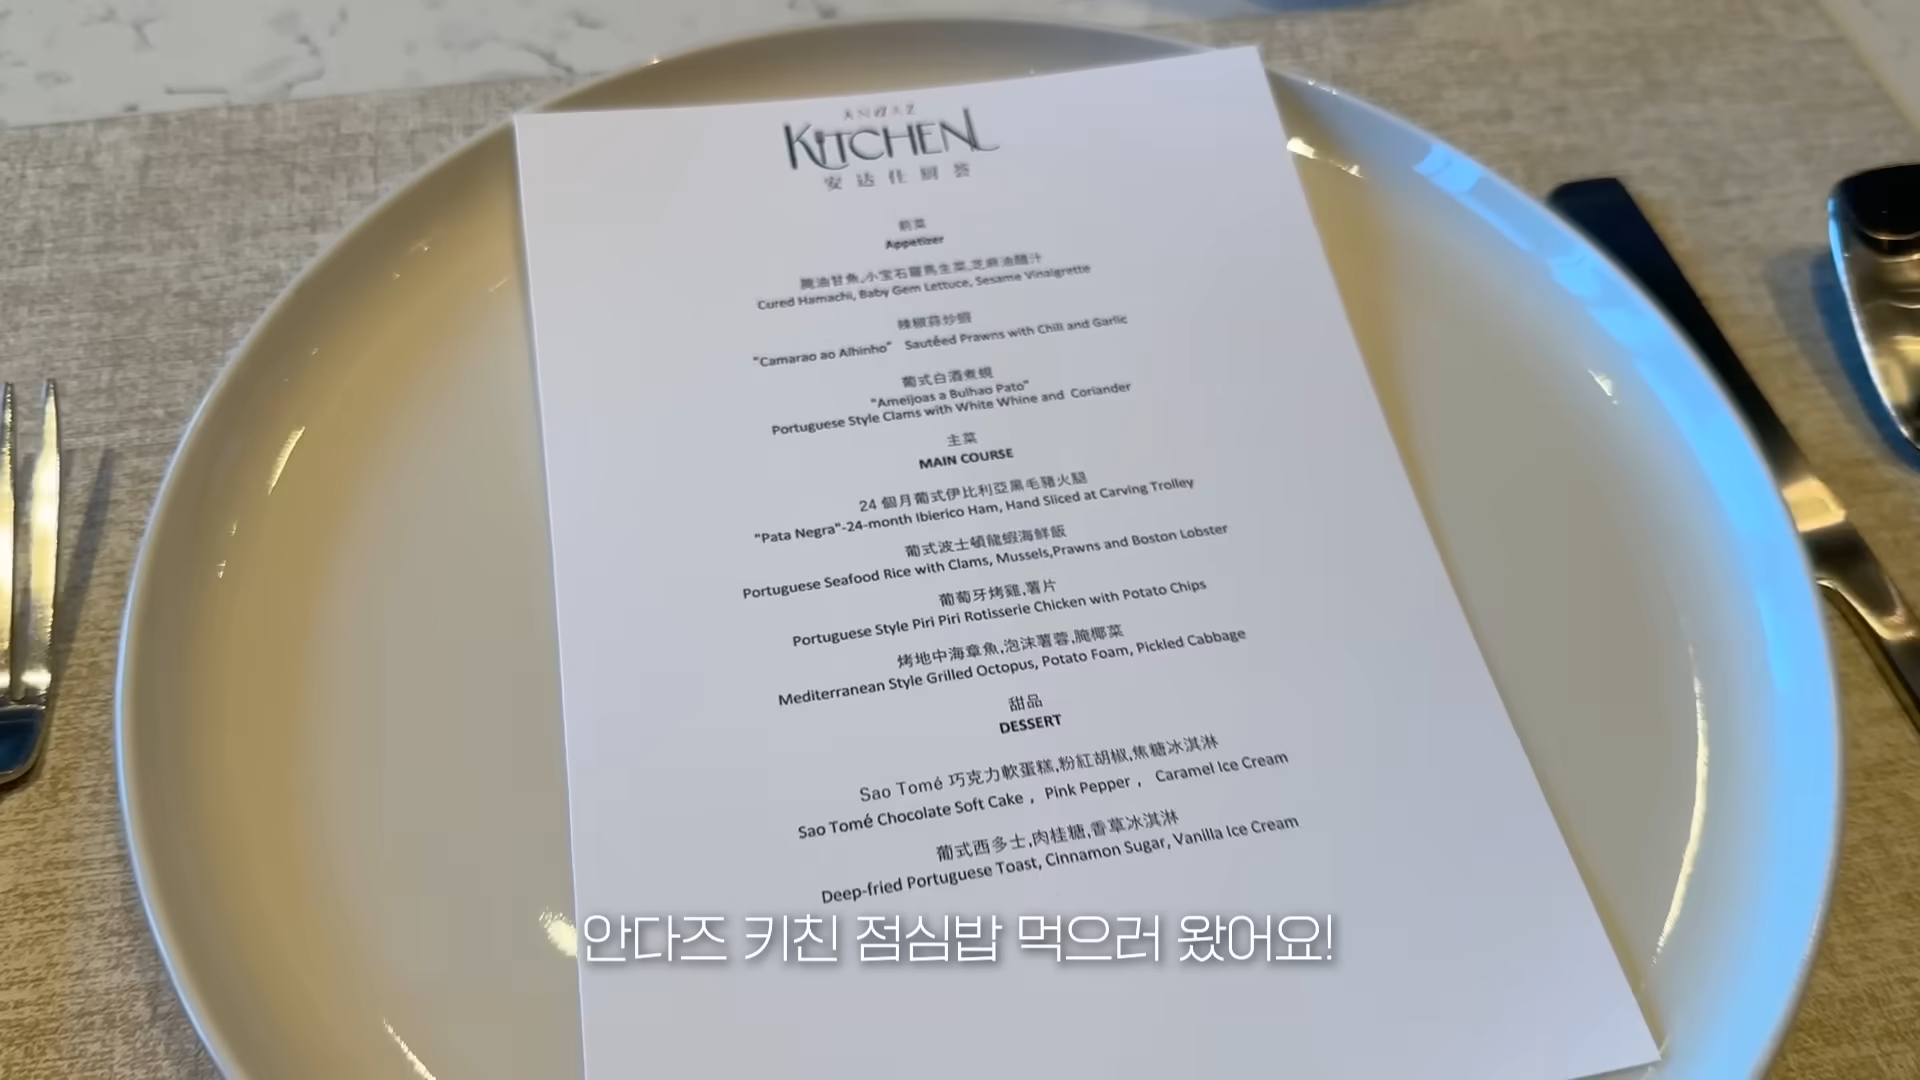 ANDAZ
KITCHEN
安达仕厨荟
前菜
Appetizer
腌油甘魚,小宝石羅馬生菜,芝麻油醋汁
Cured Hamachi, Baby Gem Lettuce, Sesame Vinaigrette
辣椒蒜炒蝦
"Camarao ao Alhinho" Sautéed Prawns with Chili and Garlic
葡式白酒煮蜆
"Ameijoas a Bulhao Pato"
Portuguese Style Clams with White Whine and Coriander
主菜
MAIN COURSE
24 個月葡式伊比利亞黑毛豬火腿
"Pata Negra"-24-month Ibierico Ham, Hand Sliced at Carving Trolley
葡式波士頓龍蝦海鮮飯
Portuguese Seafood Rice with Clams, Mussels,Prawns and Boston Lobster
葡萄牙烤雞,薯片
Portuguese Style Piri Piri Rotisserie Chicken with Potato Chips
烤地中海章魚,泡沫薯蓉,腌椰菜
Mediterranean Style Grilled Octopus, Potato Foam, Pickled Cabbage
甜品
DESSERT
Sao Tomé 巧克力軟蛋糕,粉紅胡椒,焦糖冰淇淋
Sao Tomé Chocolate Soft Cake , Pink Pepper , Caramel Ice Cream
葡式西多士,肉桂糖,香草冰淇淋
Deep-fried Portuguese Toast, Cinnamon Sugar, Vanilla Ice Cream
안다즈 키친 점심밥 먹으러 왔어요!